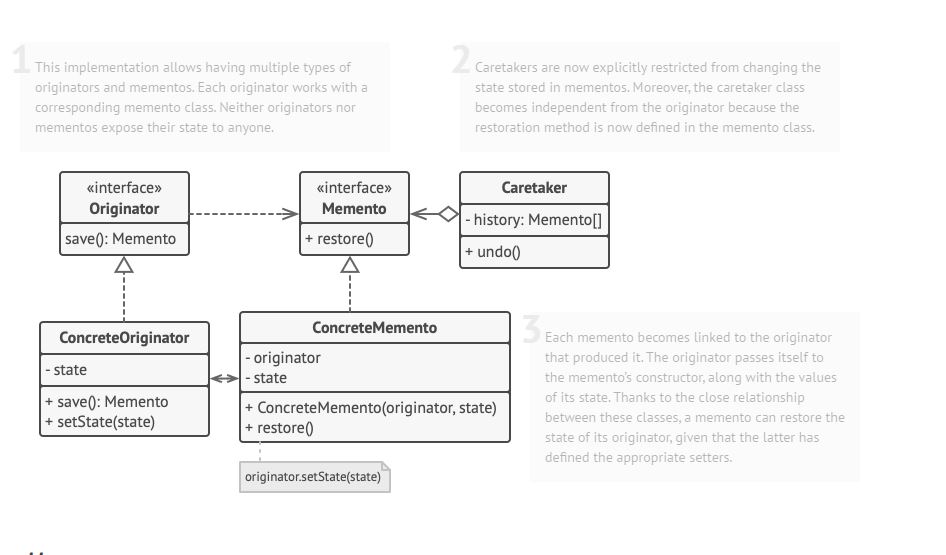 1
This implementation allows having multiple types of
originators and mementos. Each originator works with a
corresponding memento class. Neither originators nor
mementos expose their state to anyone.
2
Caretakers are now explicitly restricted from changing the
state stored in mementos. Moreover, the caretaker class
becomes independent from the originator because the
restoration method is now defined in the memento class.
«interface»
Originator
save(): Memento
«interface»
Memento
+ restore()
Caretaker
- history: Memento[]
+ undo()
ConcreteOriginator
- state
+ save(): Memento
+ setState(state)
ConcreteMemento
- originator
- state
+ ConcreteMemento(originator, state)
+ restore()
originator.setState(state)
3
Each memento becomes linked to the originator
that produced it. The originator passes itself to
the memento's constructor, along with the values
of its state. Thanks to the close relationship
between these classes, a memento can restore the
state of its originator, given that the latter has
defined the appropriate setters.